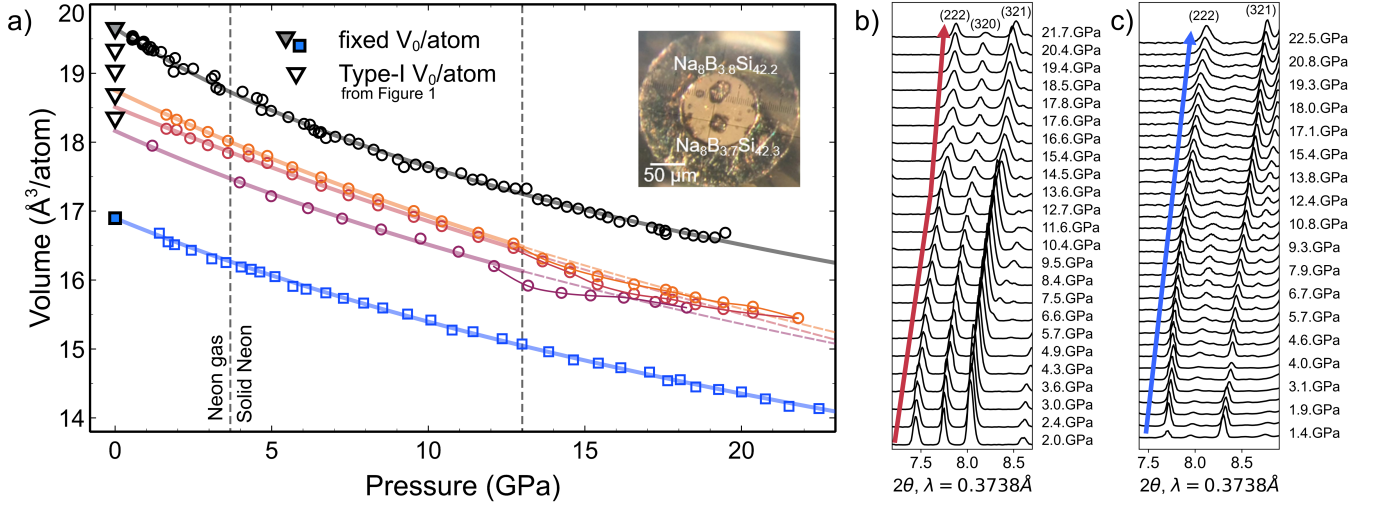 a)
20
19
18
17
16
15
14
Volume (Å³/atom)
fixed V₀/atom
Type-I V₀/atom
from Figure 1
Na₈B₃.₈Si₄₂.₂
Na₈B₃.₇Si₄₂.₃
50 µm
Neon gas
Solid Neon
0
5
10
15
20
Pressure (GPa)
b)
(222)
(320)
(321)
21.7.GPa
20.4.GPa
19.4.GPa
18.5.GPa
17.8.GPa
17.6.GPa
16.6.GPa
15.4.GPa
14.5.GPa
13.6.GPa
12.7.GPa
11.6.GPa
10.4.GPa
9.5.GPa
8.4.GPa
7.5.GPa
6.6.GPa
5.7.GPa
4.9.GPa
4.3.GPa
3.6.GPa
3.0.GPa
2.4.GPa
2.0.GPa
7.5
8.0
8.5
2θ, λ = 0.3738Å
c)
(222)
(321)
22.5.GPa
20.8.GPa
19.3.GPa
18.0.GPa
17.1.GPa
15.4.GPa
13.8.GPa
12.4.GPa
10.8.GPa
9.3.GPa
7.9.GPa
6.7.GPa
5.7.GPa
4.6.GPa
4.0.GPa
3.1.GPa
1.9.GPa
1.4.GPa
7.5
8.0
8.5
2θ, λ = 0.3738Å